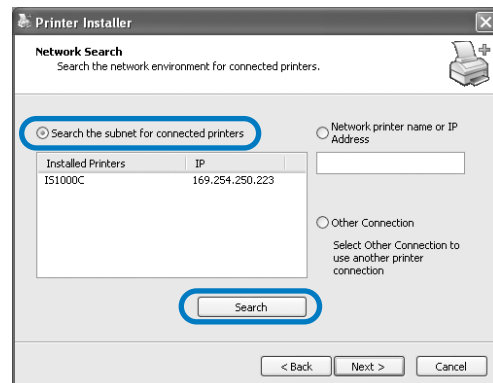 Printer Installer
Network Search
Search the network environment for connected printers.
Search the subnet for connected printers
Installed Printers IP
IS1000C 169.254.250.223
Search
Network printer name or IP
Address
Other Connection
Select Other Connection to
use another printer
connection
< Back Next > Cancel